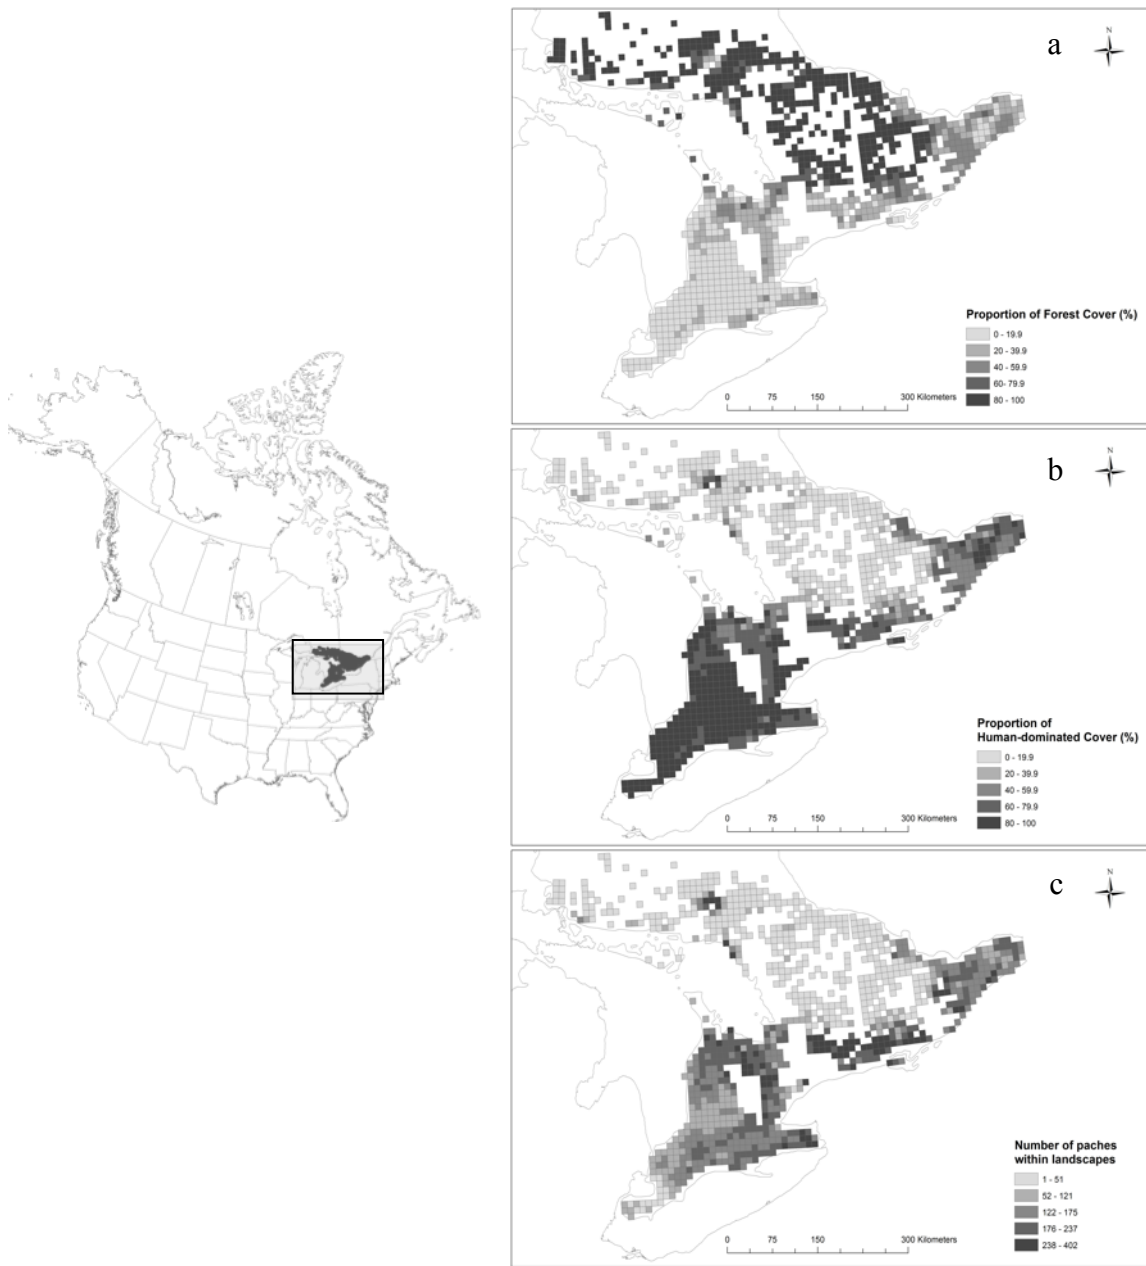 a
N
Proportion of Forest Cover (%)
0 - 19.9
20 - 39.9
40 - 59.9
60- 79.9
80 - 100
0 75 150 300 Kilometers
b
N
Proportion of
Human-dominated Cover (%)
0 - 19.9
20 - 39.9
40 - 59.9
60 - 79.9
80 - 100
0 75 150 300 Kilometers
c
N
Number of paches
within landscapes
1 - 51
52 - 121
122 - 175
176 - 237
238 - 402
0 75 150 300 Kilometers